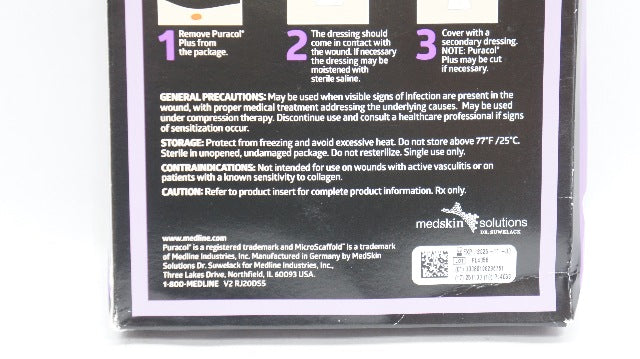 1 Remove Puracol®
Plus from
the package.
2 The dressing should
come in contact with
the wound. If necessary
the dressing may be
moistened with
sterile saline.
3 Cover with a
secondary dressing.
NOTE: Puracol®
Plus may be cut
if necessary.
GENERAL PRECAUTIONS: May be used when visible signs of infection are present in the
wound, with proper medical treatment addressing the underlying causes. May be used
under compression therapy. Discontinue use and consult a healthcare professional if signs
of sensitization occur.
STORAGE: Protect from freezing and avoid excessive heat. Do not store above 77°F /25°C.
Sterile in unopened, undamaged package. Do not resterilize. Single use only.
CONTRAINDICATIONS: Not intended for use on wounds with active vasculitis or on
patients with a known sensitivity to collagen.
CAUTION: Refer to product insert for complete product information. Rx only.
medskin solutions
DR. SUWELACK
www.medline.com
Puracol® is a registered trademark and MicroScaffold™ is a trademark
of Medline Industries, Inc. Manufactured in Germany by MedSkin
Solutions Dr. Suwelack for Medline Industries, Inc.,
Three Lakes Drive, Northfield, IL 60093 USA.
1-800-MEDLINE V2 RJ20DSS
LOT